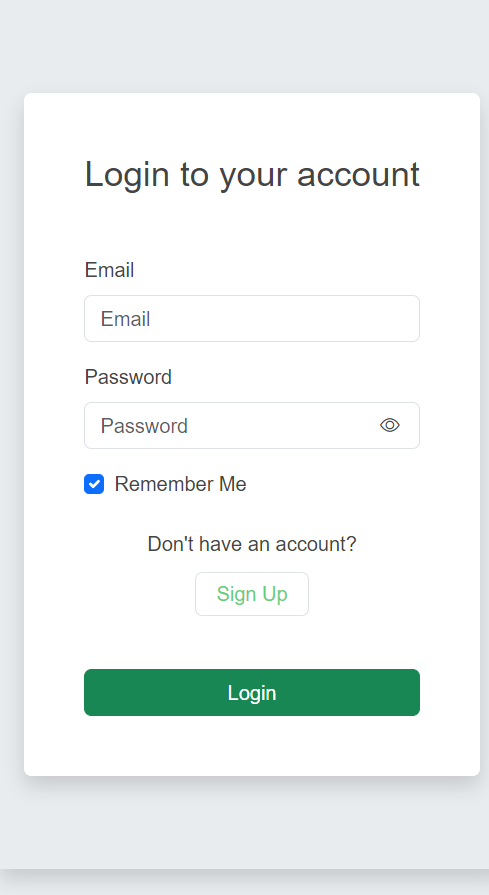 Login to your account
Email
Email
Password
Password
Remember Me
Don't have an account?
Sign Up
Login